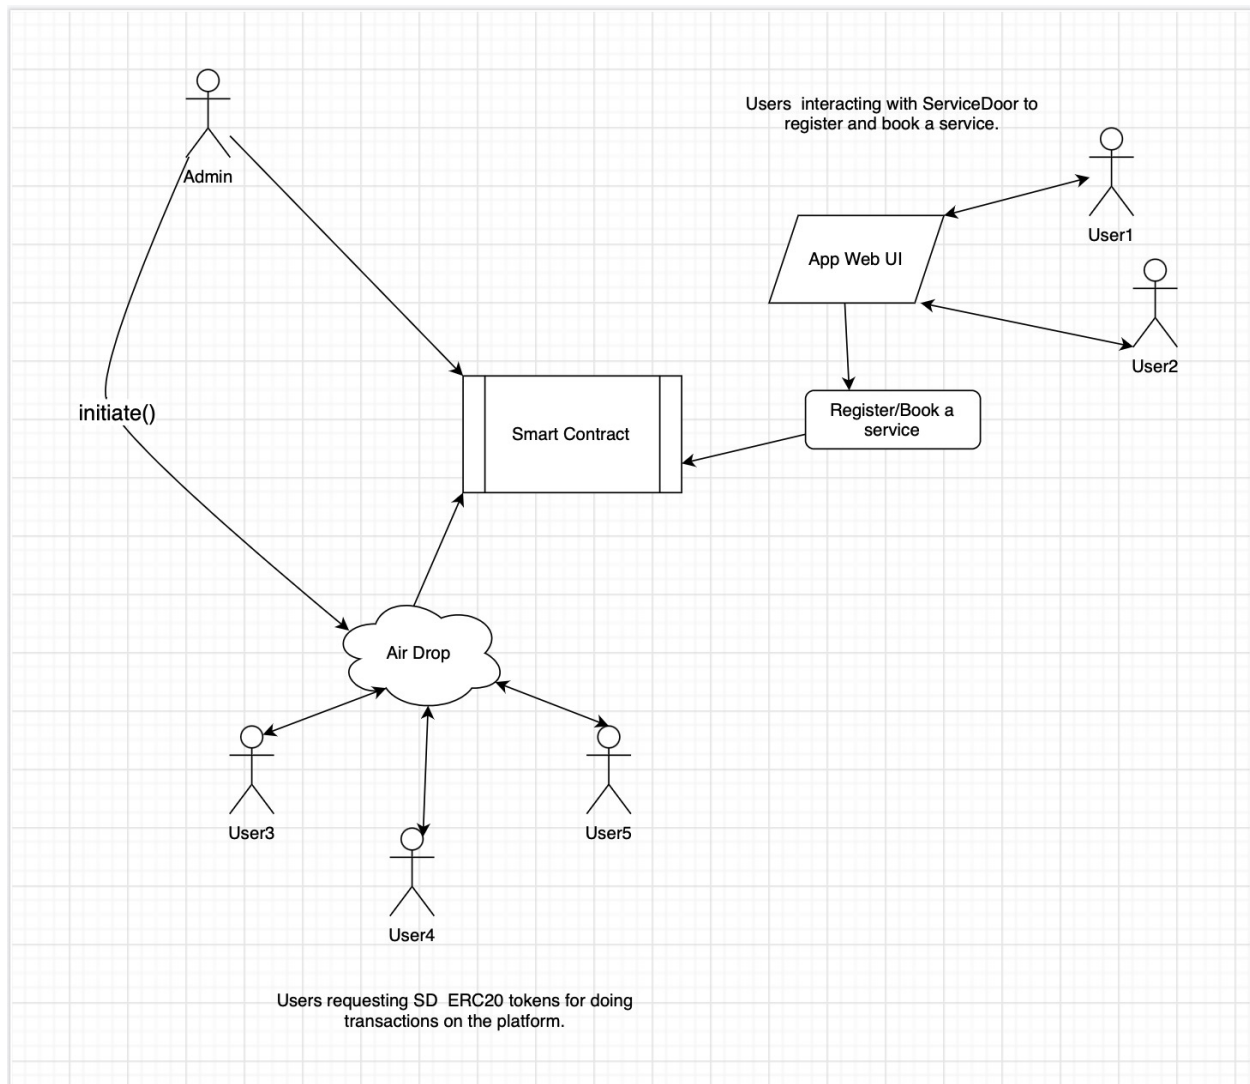 Admin
Users  interacting with ServiceDoor to
register and book a service.
User1
App Web UI
User2
initiate()
Smart Contract
Register/Book a
service
Air Drop
User3
User5
User4
Users requesting SD  ERC20 tokens for doing
transactions on the platform.